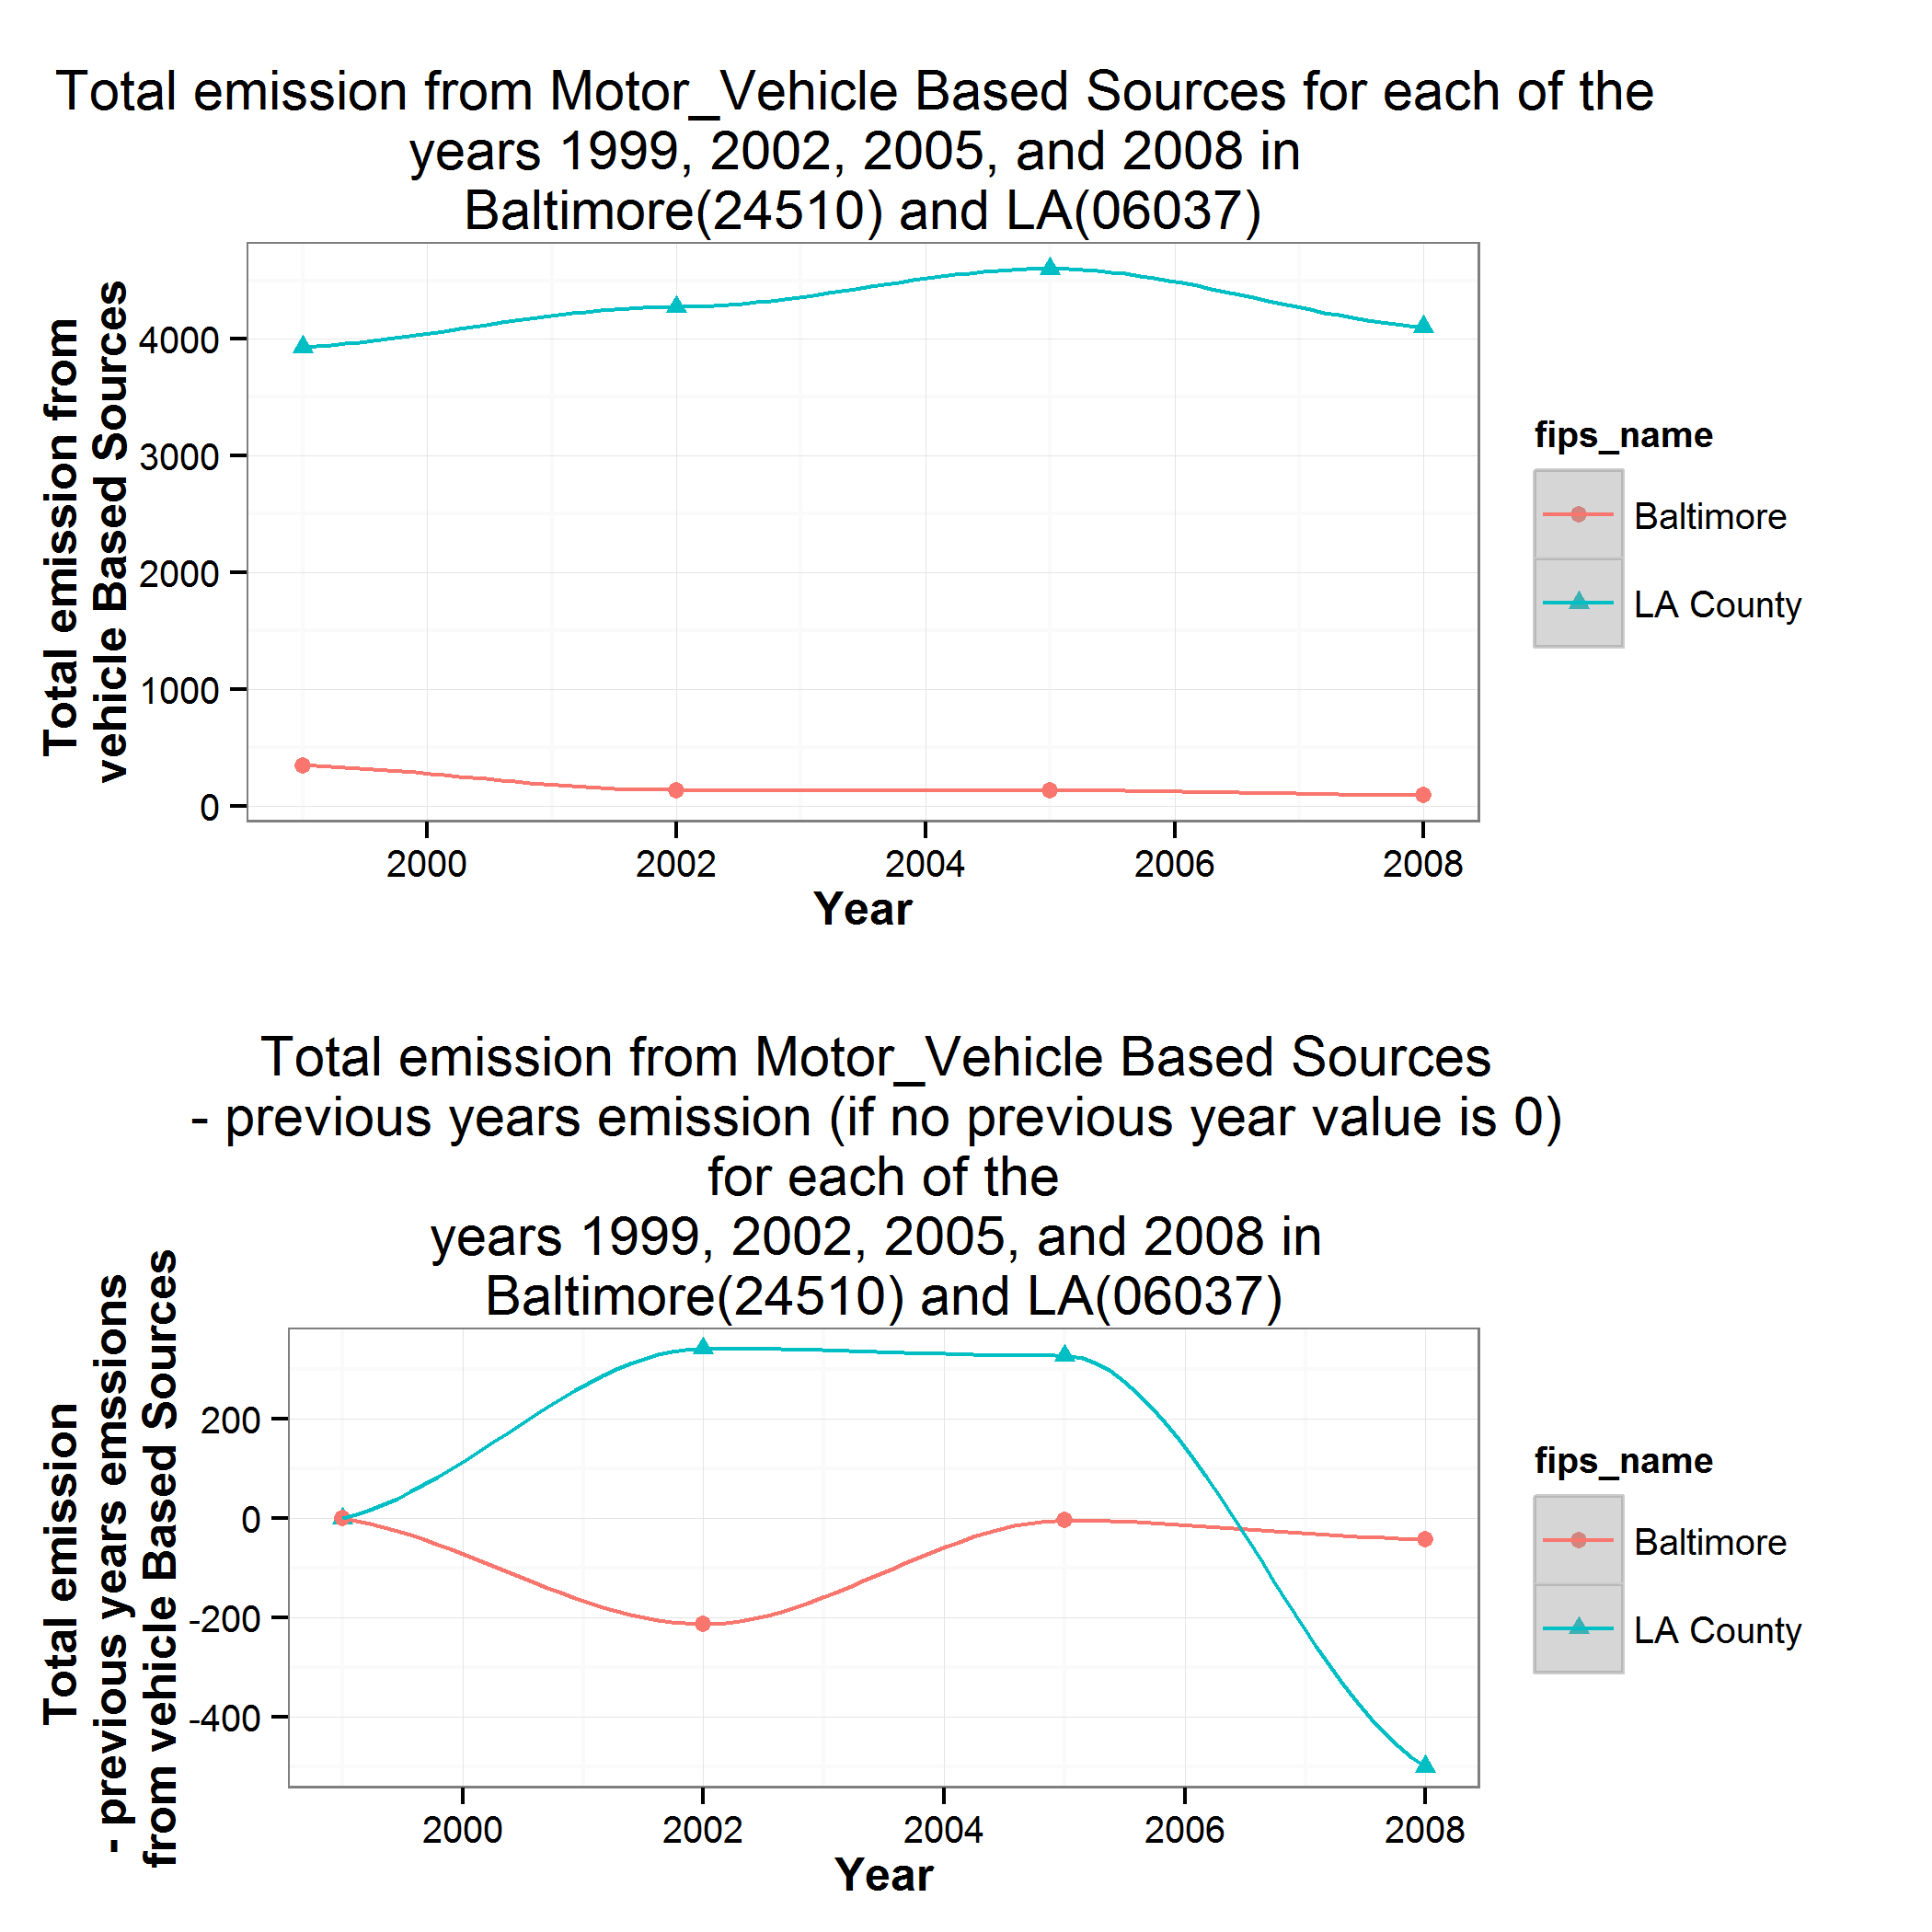 Total emission from Motor_Vehicle Based Sources for each of the
years 1999, 2002, 2005, and 2008 in
Baltimore(24510) and LA(06037)
Total emission from
vehicle Based Sources
4000
3000
2000
1000
0
2000
2002
2004
2006
2008
Year
fips_name
Baltimore
LA County
Total emission from Motor_Vehicle Based Sources
- previous years emission (if no previous year value is 0)
for each of the
years 1999, 2002, 2005, and 2008 in
Baltimore(24510) and LA(06037)
Total emission
- previous years emssions
from vehicle Based Sources
200
0
-200
-400
2000
2002
2004
2006
2008
Year
fips_name
Baltimore
LA County